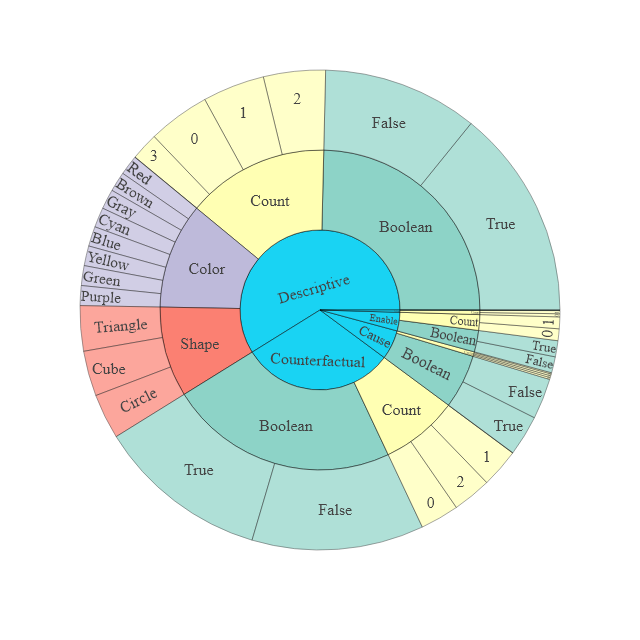 2
1
0
3
False
True
Count
Boolean
Red
Brown
Gray
Cyan
Blue
Yellow
Green
Purple
Color
Descriptive
Triangle
Cube
Circle
Shape
Enable
Cause
Counterfactual
Count
1
0
Boolean
True
False
Boolean
False
True
Count
1
2
0
Boolean
True
False